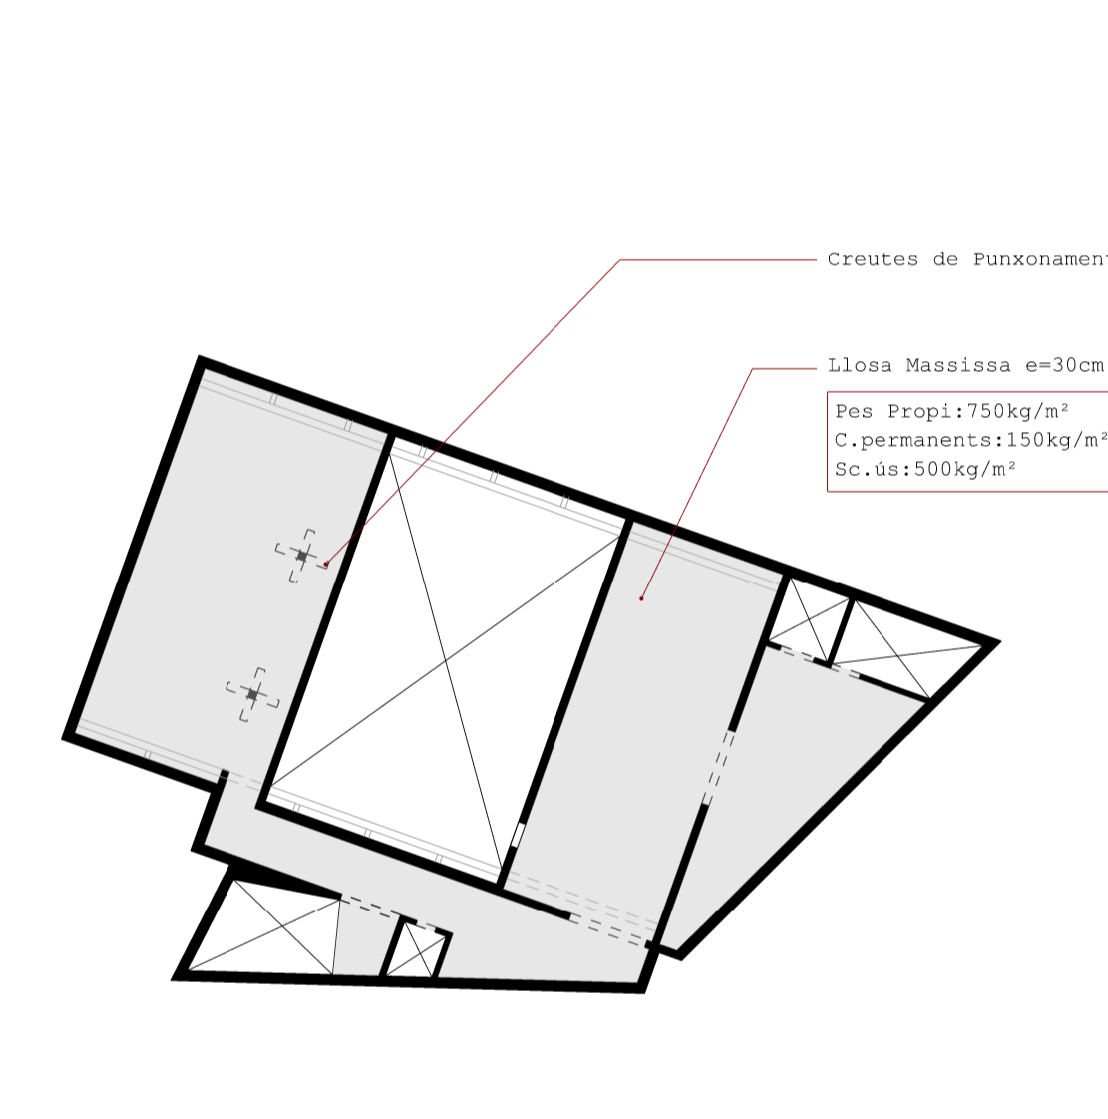 Creutes de Punxonament
Llosa Massissa e=30cm
Pes Propi:750kg/m²
C.permanents:150kg/m²
Sc.ús:500kg/m²